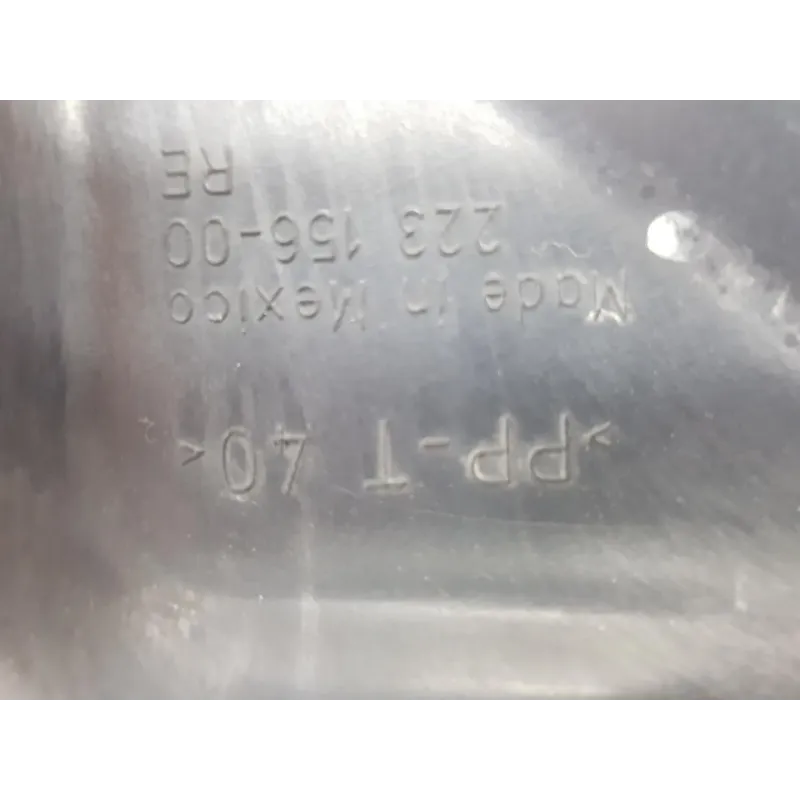 >PP-T 40<
Made in Mexico
223 156-00
RE